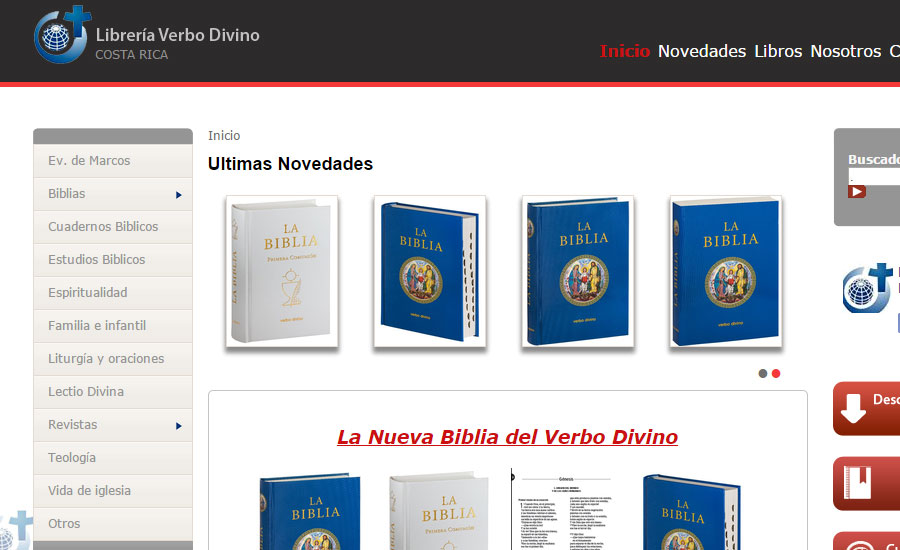 Librería Verbo Divino
COSTA RICA
Inicio Novedades Libros Nosotros
Ev. de Marcos
Biblias
Cuadernos Biblicos
Estudios Biblicos
Espiritualidad
Familia e infantil
Liturgía y oraciones
Lectio Divina
Revistas
Teología
Vida de iglesia
Otros
Inicio
Ultimas Novedades
LA
BIBLIA
PRIMERA COMUNIÓN
verbo divino
LA
BIBLIA
verbo divino
LA
BIBLIA
verbo divino
LA
BIBLIA
verbo divino
La Nueva Biblia del Verbo Divino
LA
BIBLIA
LA
BIBLIA
PRIMERA COMUNIÓN
Génesis
LA
BIBLIA
Buscado
Desc